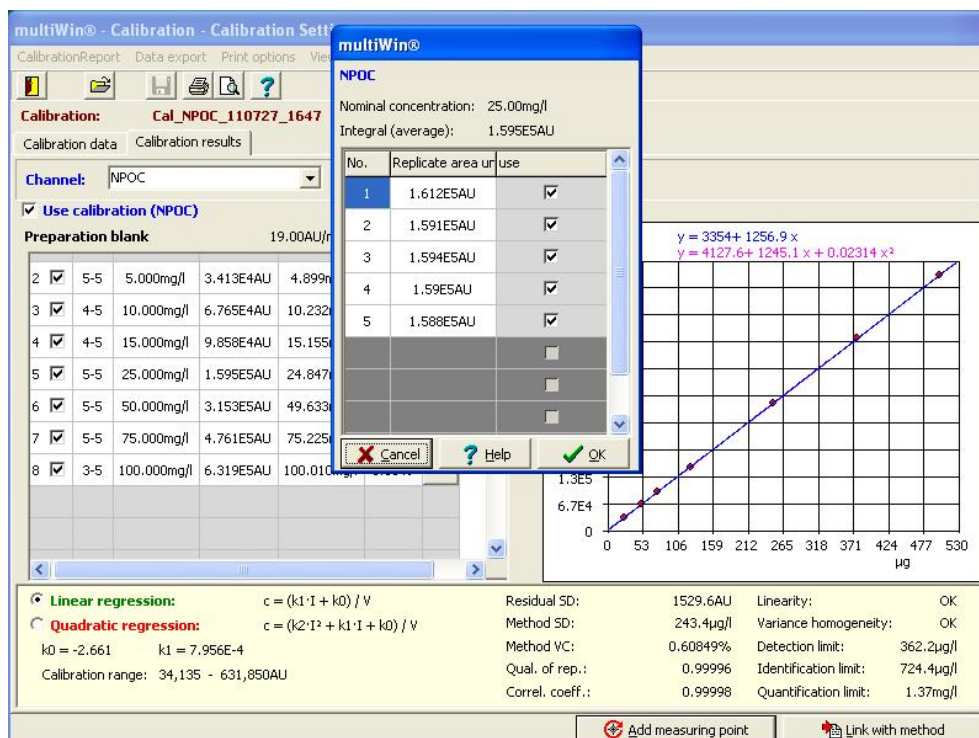 multiWin® - Calibration - Calibration Setti
CalibrationReport Data export Print options Vie
Calibration: Cal_NPOC_110727_1647
Calibration data Calibration results
Channel: NPOC
Use calibration (NPOC)
Preparation blank 19.00AU/
2 5-5 5.000mg/l 3.413E4AU 4.899
3 4-5 10.000mg/l 6.765E4AU 10.232
4 4-5 15.000mg/l 9.858E4AU 15.155
5 5-5 25.000mg/l 1.595E5AU 24.847
6 5-5 50.000mg/l 3.153E5AU 49.633
7 5-5 75.000mg/l 4.761E5AU 75.225
8 3-5 100.000mg/l 6.319E5AU 100.010
multiWin®
NPOC
Nominal concentration: 25.00mg/l
Integral (average): 1.595E5AU
No. Replicate area ur use
1 1.612E5AU
2 1.591E5AU
3 1.594E5AU
4 1.59E5AU
5 1.588E5AU
Cancel Help OK
y = 3354+ 1256.9 x
y = 4127.6+ 1245.1 x + 0.02314 x²
1.3E5
6.7E4
0
0 53 106 159 212 265 318 371 424 477 530
µg
Linear regression: c = (k1·I + k0) / V
Quadratic regression: c = (k2·I² + k1·I + k0) / V
k0 = -2.661 k1 = 7.956E-4
Calibration range: 34,135 - 631,850AU
Residual SD: 1529.6AU
Method SD: 243.4µg/l
Method VC: 0.60849%
Qual. of rep.: 0.99996
Correl. coeff.: 0.99998
Linearity: OK
Variance homogeneity: OK
Detection limit: 362.2µg/l
Identification limit: 724.4µg/l
Quantification limit: 1.37mg/l
Add measuring point Link with method